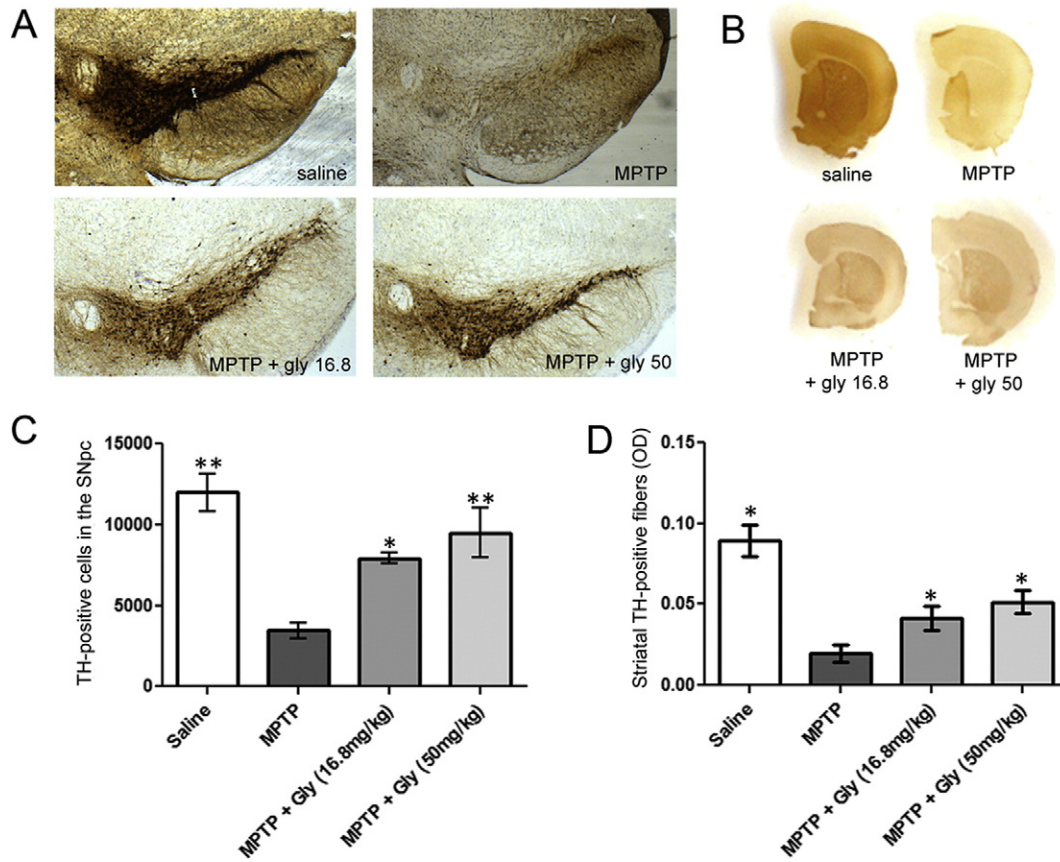 A
saline
MPTP
MPTP + gly 16.8
MPTP + gly 50
B
saline
MPTP
MPTP
+ gly 16.8
MPTP
+ gly 50
C
TH-positive cells in the SNpc
15000
10000
5000
0
**
*
**
Saline
MPTP
MPTP + Gly (16.8mg/kg)
MPTP + Gly (50mg/kg)
D
Striatal TH-positive fibers (OD)
0.15
0.10
0.05
0.00
*
*
*
Saline
MPTP
MPTP + Gly (16.8mg/kg)
MPTP + Gly (50mg/kg)